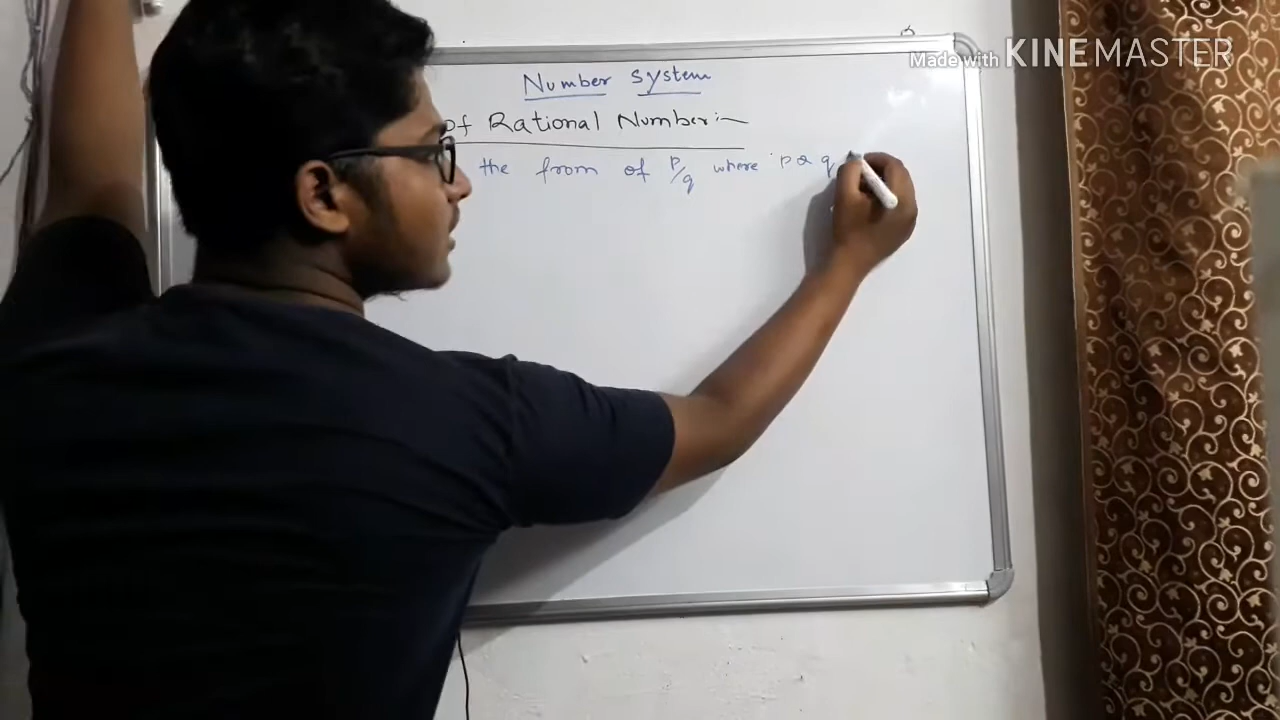 Made with KINEMASTER
Number system
of Rational Number:-
the from of P/q where p & q